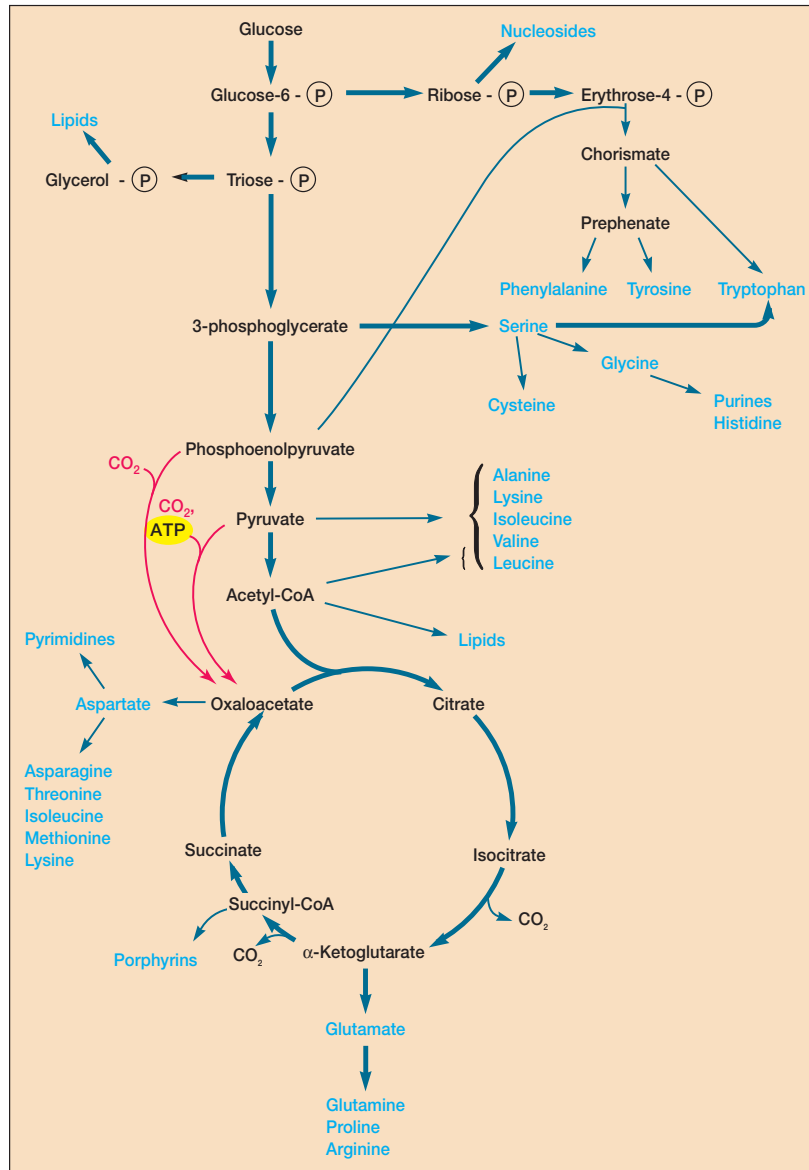 Glucose
Nucleosides
Glucose-6 - P
Ribose - P
Erythrose-4 - P
Lipids
Chorismate
Glycerol - P
Triose - P
Prephenate
Phenylalanine
Tyrosine
Tryptophan
3-phosphoglycerate
Serine
Glycine
Cysteine
Purines
Histidine
Phosphoenolpyruvate
CO₂
CO₂,
ATP
Pyruvate
Alanine
Lysine
Isoleucine
Valine
Leucine
Acetyl-CoA
Lipids
Pyrimidines
Aspartate
Oxaloacetate
Citrate
Asparagine
Threonine
Isoleucine
Methionine
Lysine
Succinate
Isocitrate
Succinyl-CoA
CO₂
Porphyrins
CO₂
α-Ketoglutarate
Glutamate
Glutamine
Proline
Arginine